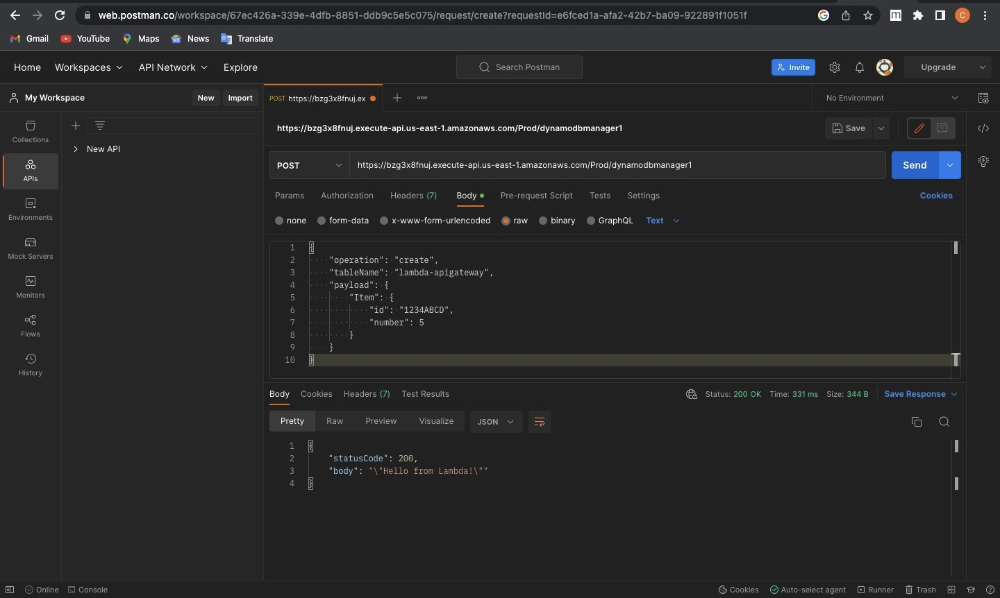 web.postman.co/workspace/67ec426a-339e-4dfb-8851-ddb9c5e5c075/request/create?requestId=e6fced1a-afa2-42b7-ba09-922891f1051f
m
C
Gmail YouTube Maps News Translate
Home Workspaces API Network Explore Search Postman Invite Upgrade
My Workspace New Import POST https://bzg3x8fnuj.ex No Environment
Collections
APIs
Environments
Mock Servers
Monitors
Flows
History
New API
https://bzg3x8fnuj.execute-api.us-east-1.amazonaws.com/Prod/dynamodbmanager1 Save
POST https://bzg3x8fnuj.execute-api.us-east-1.amazonaws.com/Prod/dynamodbmanager1 Send
Params Authorization Headers (7) Body Pre-request Script Tests Settings Cookies
none form-data x-www-form-urlencoded raw binary GraphQL Text
1 {
2 "operation": "create",
3 "tableName": "lambda-apigateway",
4 "payload": {
5 "Item": {
6 "id": "1234ABCD",
7 "number": 5
8 }
9 }
10 }
Body Cookies Headers (7) Test Results Status: 200 OK Time: 331 ms Size: 344 B Save Response
Pretty Raw Preview Visualize JSON
1 {
2 "statusCode": 200,
3 "body": "\"Hello from Lambda!\""
4 }
Online Console Cookies Auto-select agent Runner Trash